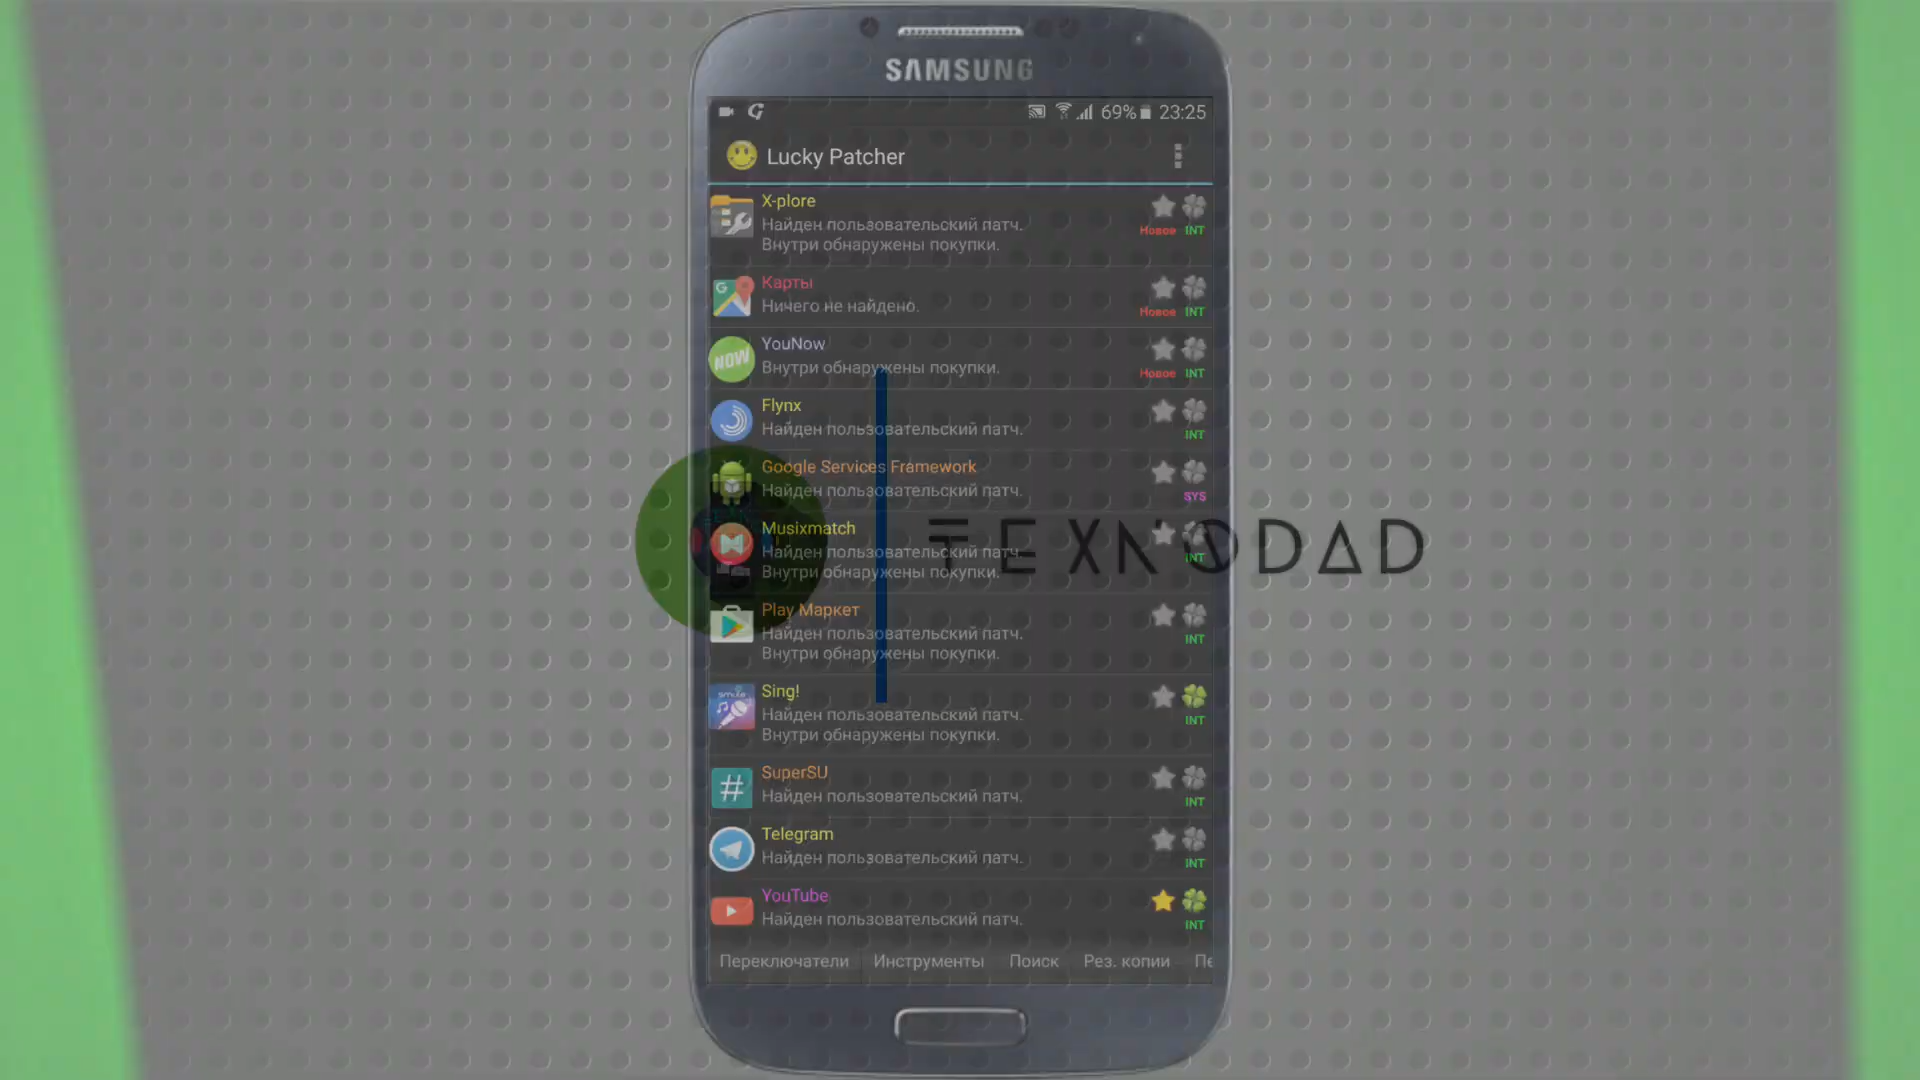 SAMSUNG
69% 23:25
Lucky Patcher
X-plore
Найден пользовательский патч.
Внутри обнаружены покупки.
Новое INT
Карты
Ничего не найдено.
Новое INT
YouNow
Внутри обнаружены покупки.
Новое INT
Flynx
Найден пользовательский патч.
INT
Google Services Framework
Найден пользовательский патч.
SYS
Musixmatch
Найден пользовательский патч.
Внутри обнаружены покупки.
INT
TEXNODAD
Play Маркет
Найден пользовательский патч.
Внутри обнаружены покупки.
INT
Sing!
Найден пользовательский патч.
Внутри обнаружены покупки.
INT
SuperSU
Найден пользовательский патч.
INT
Telegram
Найден пользовательский патч.
INT
YouTube
Найден пользовательский патч.
INT
Переключатели Инструменты Поиск Рез. копии Пе